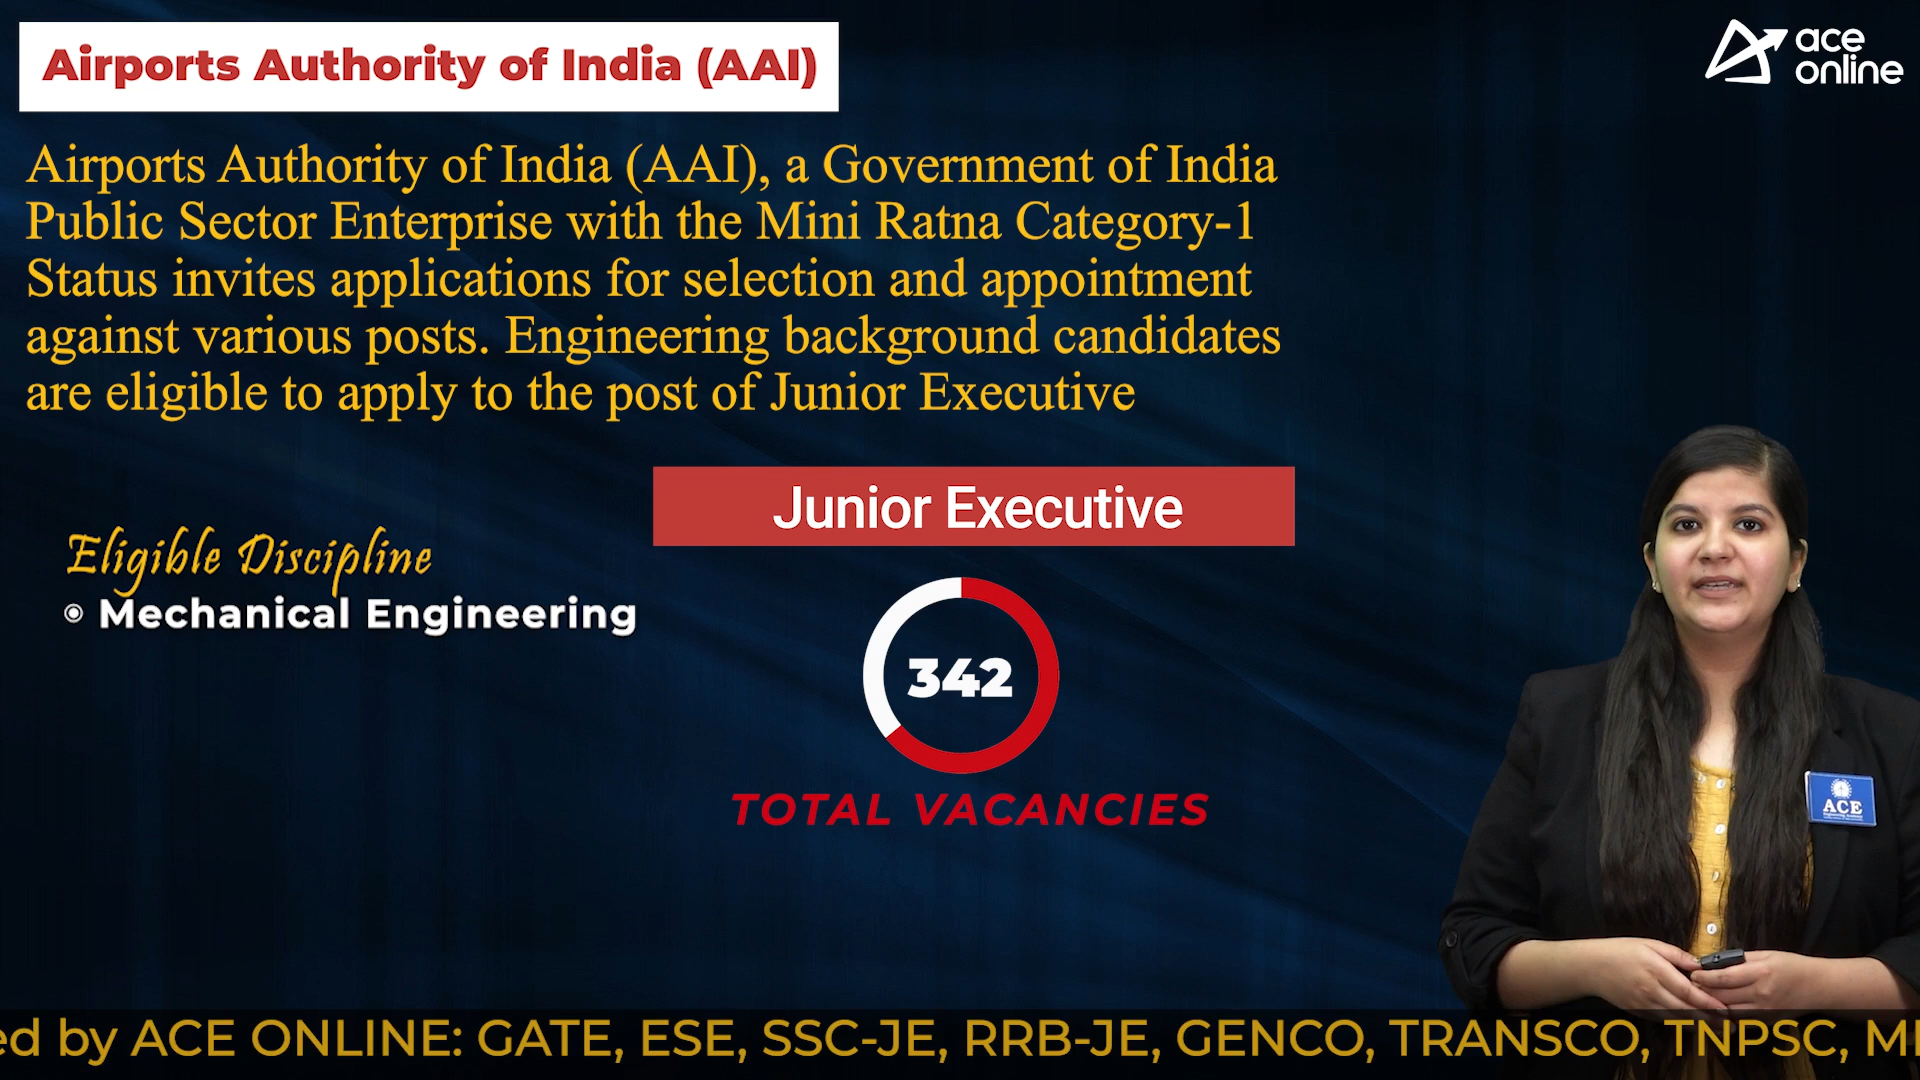 Airports Authority of India (AAI)
ace
online
Airports Authority of India (AAI), a Government of India
Public Sector Enterprise with the Mini Ratna Category-1
Status invites applications for selection and appointment
against various posts. Engineering background candidates
are eligible to apply to the post of Junior Executive
Junior Executive
Eligible Discipline
Mechanical Engineering
342
TOTAL VACANCIES
ACE
ed by ACE ONLINE: GATE, ESE, SSC-JE, RRB-JE, GENCO, TRANSCO, TNPSC,